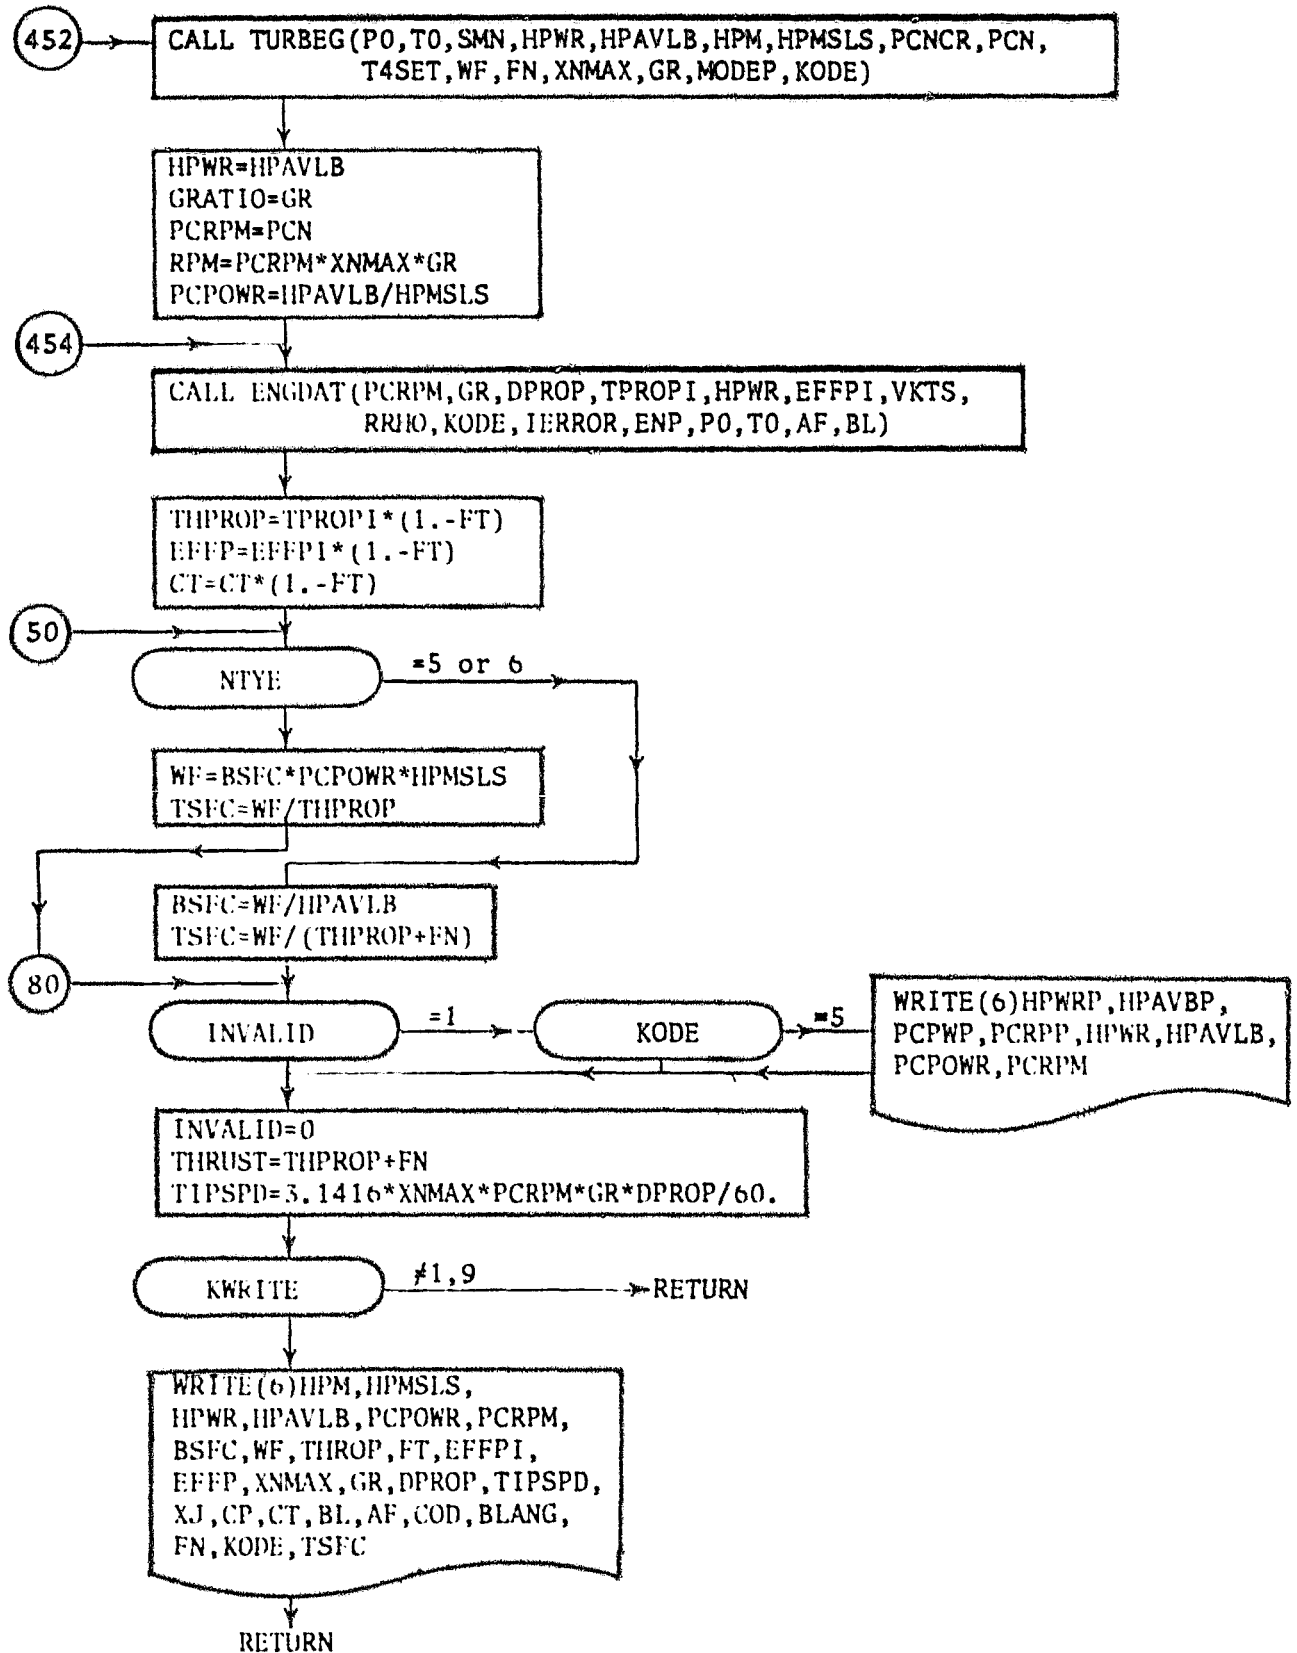 452
CALL TURBEG(PO,TO,SMN,HPWR,HPAVLB,HPM,HPMSLS,PCNCR,PCN,
T4SET,WF,FN,XNMAX,GR,MODEP,KODE)
HPWR=HPAVLB
GRATIO=GR
PCRPM=PCN
RPM=PCRPM*XNMAX*GR
PCPOWR=HPAVLB/HPMSLS
454
CALL ENGDAT(PCRPM,GR,DPROP,TPROPI,HPWR,EFFPI,VKTS,
RRHO,KODE,IERROR,ENP,PO,TO,AF,BL)
THPROP=TPROPI*(1.-FT)
EFFP=EFFPI*(1.-FT)
CT=CT*(1.-FT)
50
NTYE
=5 or 6
WF=BSFC*PCPOWR*HPMSLS
TSFC=WF/THPROP
BSFC=WF/HPAVLB
TSFC=WF/(THPROP+FN)
80
INVALID
=1
KODE
=5
WRITE(6)HPWRP,HPAVBP,
PCPWP,PCRPP,HPWR,HPAVLB,
PCPOWR,PCRPM
INVALID=0
THRUST=THPROP+FN
TIPSPD=3.1416*XNMAX*PCRPM*GR*DPROP/60.
KWRITE
≠1,9
RETURN
WRITE(6)HPM,HPMSLS,
HPWR,HPAVLB,PCPOWR,PCRPM,
BSFC,WF,THROP,FT,EFFPI,
EFFP,XNMAX,GR,DPROP,TIPSPD,
XJ,CP,CT,BL,AF,COD,BLANG,
FN,KODE,TSFC
RETURN